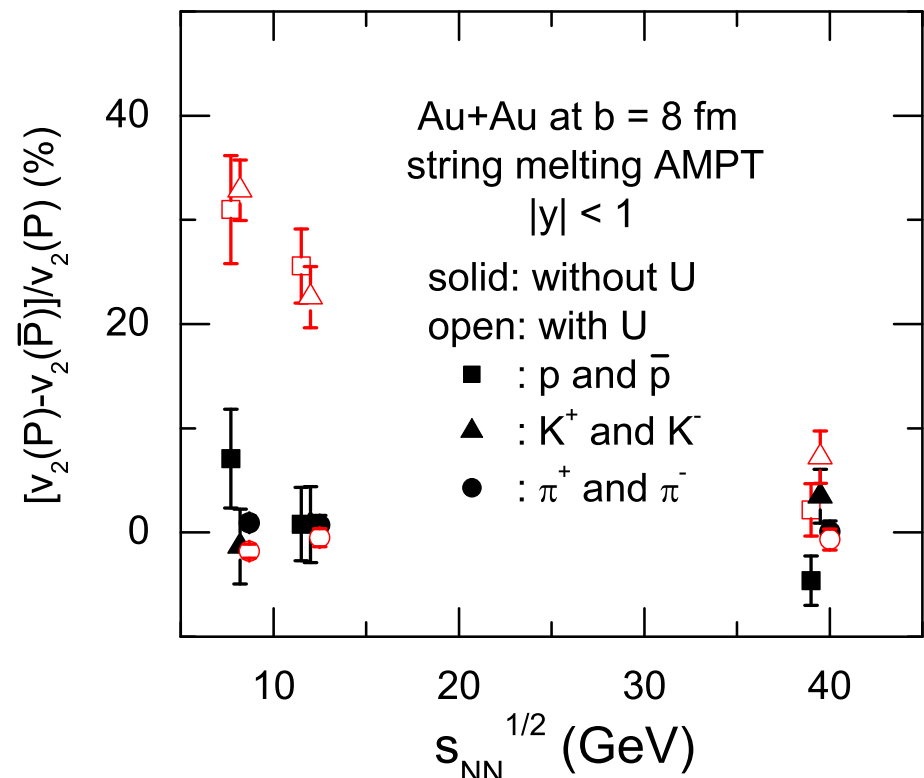 [v₂(P)-v₂(P̅)]/v₂(P) (%)
40
20
0
Au+Au at b = 8 fm
string melting AMPT
|y| < 1
solid: without U
open: with U
■ : p and p̅
▲ : K⁺ and K⁻
● : π⁺ and π⁻
10 20 30 40
s_NN^1/2 (GeV)